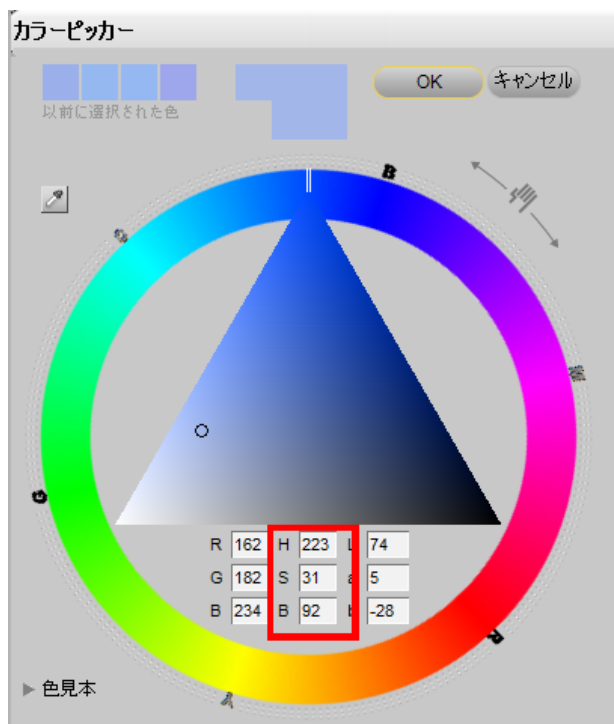 カラーピッカー
OK キャンセル
以前に選択された色
B
C
M
G
R 162 H 223 L 74
G 182 S 31 a 5
B 234 B 92 b -28
R
Y
色見本